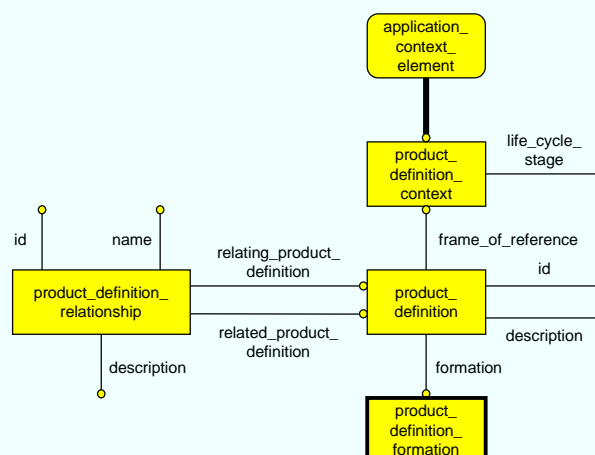 application_
context_
element
life_cycle_
stage
product_
definition_
context
id
name
frame_of_reference
relating_product_
definition
id
product_definition_
relationship
product_
definition
related_product_
definition
description
description
formation
product_
definition_
formation